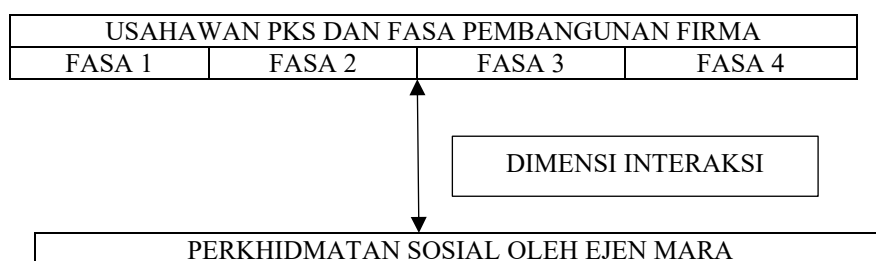 USAHAWAN PKS DAN FASA PEMBANGUNAN FIRMA
FASA 1 FASA 2 FASA 3 FASA 4
DIMENSI INTERAKSI
PERKHIDMATAN SOSIAL OLEH EJEN MARA